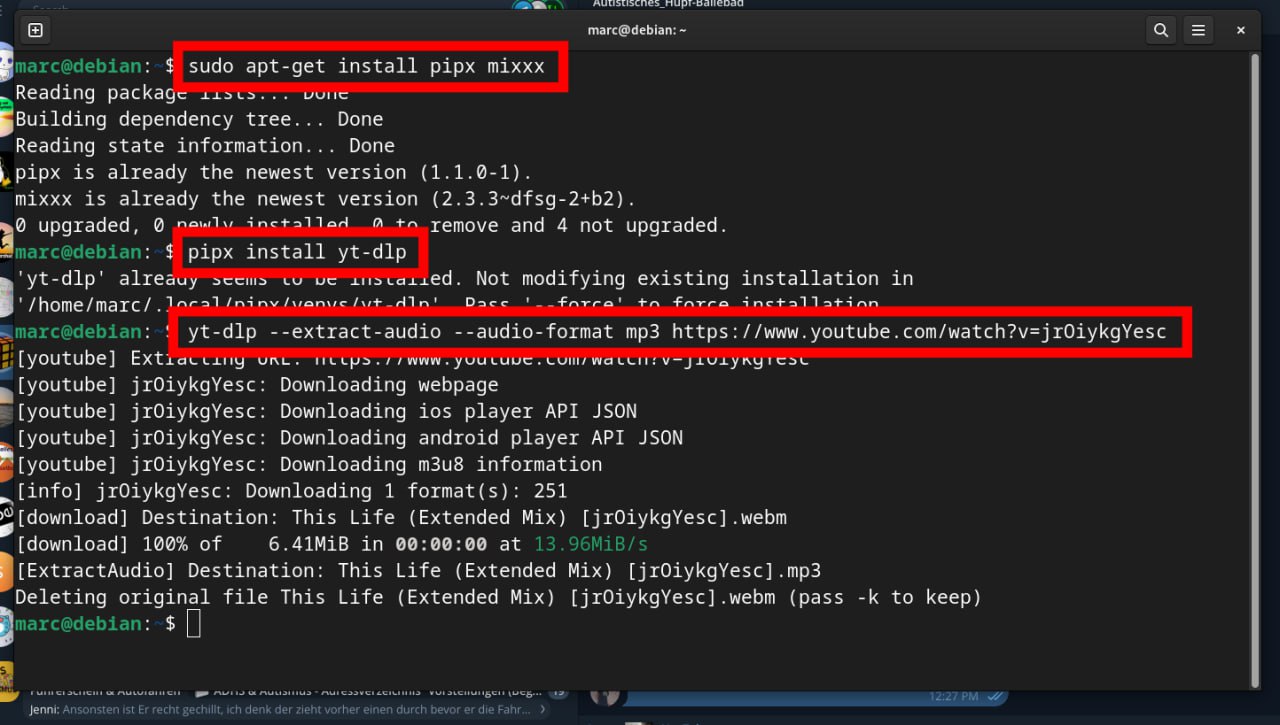 Search
Autistisches_Hüpf-Bällebad
marc@debian: ~
marc@debian:~$ sudo apt-get install pipx mixxx
Reading package lists... Done
Building dependency tree... Done
Reading state information... Done
pipx is already the newest version (1.1.0-1).
mixxx is already the newest version (2.3.3~dfsg-2+b2).
0 upgraded, 0 newly installed, 0 to remove and 4 not upgraded.
marc@debian:~$ pipx install yt-dlp
'yt-dlp' already seems to be installed. Not modifying existing installation in
'/home/marc/.local/pipx/venvs/yt-dlp'. Pass '--force' to force installation
marc@debian:~$ yt-dlp --extract-audio --audio-format mp3 https://www.youtube.com/watch?v=jrOiykgYesc
[youtube] Extracting URL: https://www.youtube.com/watch?v=jrOiykgYesc
[youtube] jrOiykgYesc: Downloading webpage
[youtube] jrOiykgYesc: Downloading ios player API JSON
[youtube] jrOiykgYesc: Downloading android player API JSON
[youtube] jrOiykgYesc: Downloading m3u8 information
[info] jrOiykgYesc: Downloading 1 format(s): 251
[download] Destination: This Life (Extended Mix) [jrOiykgYesc].webm
[download] 100% of    6.41MiB in 00:00:00 at 13.96MiB/s
[ExtractAudio] Destination: This Life (Extended Mix) [jrOiykgYesc].mp3
Deleting original file This Life (Extended Mix) [jrOiykgYesc].webm (pass -k to keep)
marc@debian:~$
Führerschein & Autofahren ADHS & Autismus - Adressverzeichnis Vorstellungen (Beg... 19
Jenni: Ansonsten ist Er recht gechillt, ich denk der zieht vorher einen durch bevor er die Fahr...
12:27 PM